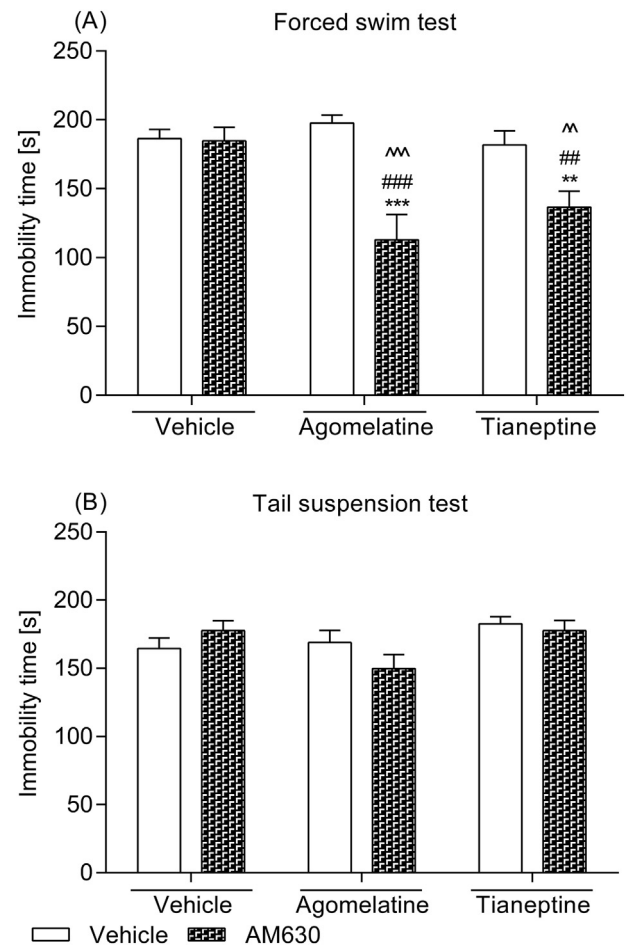 (A) Forced swim test
Immobility time [s]
250
200
150
100
50
0
^^^
###
***
^^
##
**
Vehicle Agomelatine Tianeptine
(B) Tail suspension test
Immobility time [s]
250
200
150
100
50
0
Vehicle Agomelatine Tianeptine
Vehicle AM630